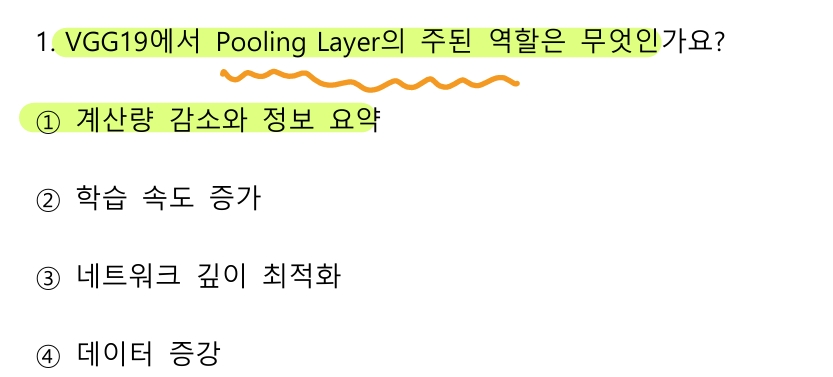 1. VGG19에서 Pooling Layer의 주된 역할은 무엇인가요?
① 계산량 감소와 정보 요약
② 학습 속도 증가
③ 네트워크 깊이 최적화
④ 데이터 증강